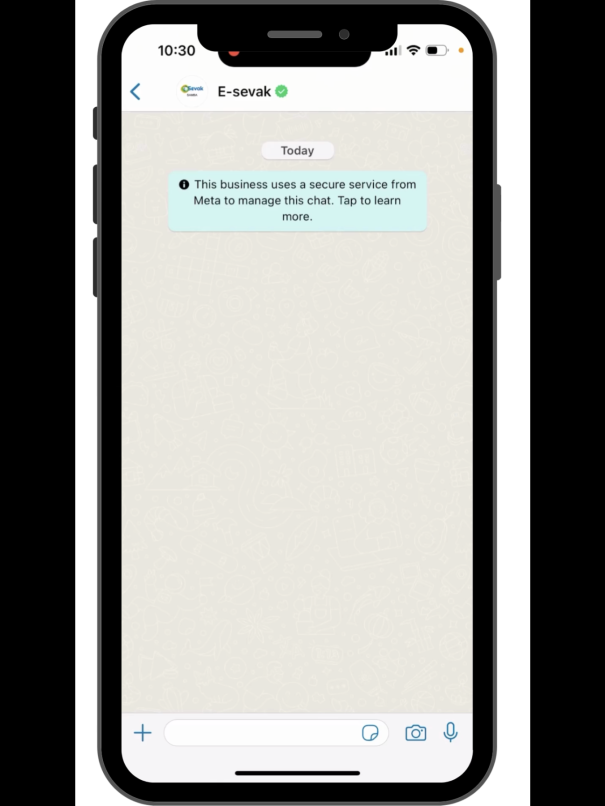 10:30
E-sevak
Today
This business uses a secure service from
Meta to manage this chat. Tap to learn
more.